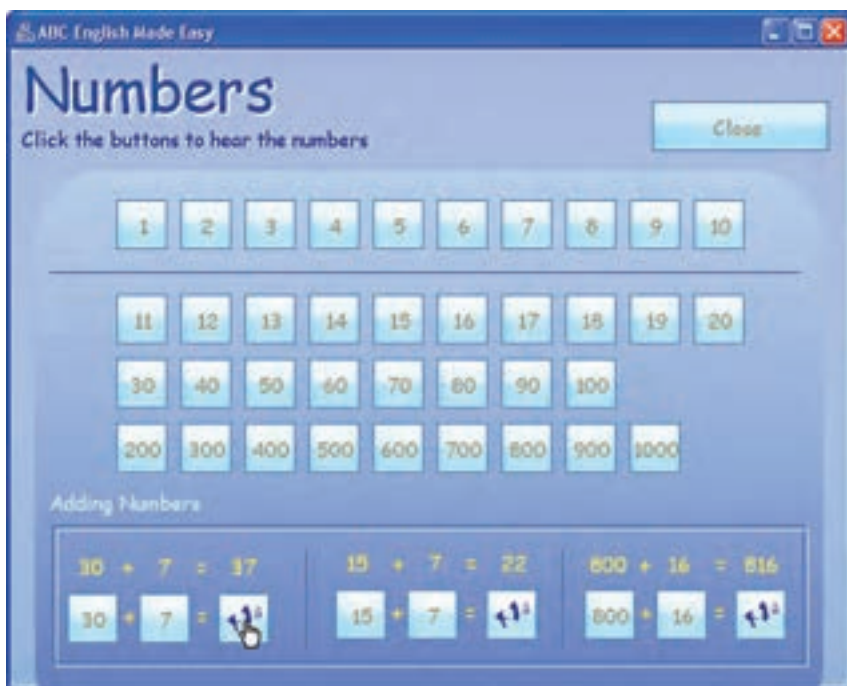 ABC English Made Easy
Numbers
Click the buttons to hear the numbers
Close
1 2 3 4 5 6 7 8 9 10
11 12 13 14 15 16 17 18 19 20
30 40 50 60 70 80 90 100
200 300 400 500 600 700 800 900 1000
Adding Numbers
30 + 7 = 37
30 + 7 =
15 + 7 = 22
15 + 7 =
800 + 16 = 816
800 + 16 =